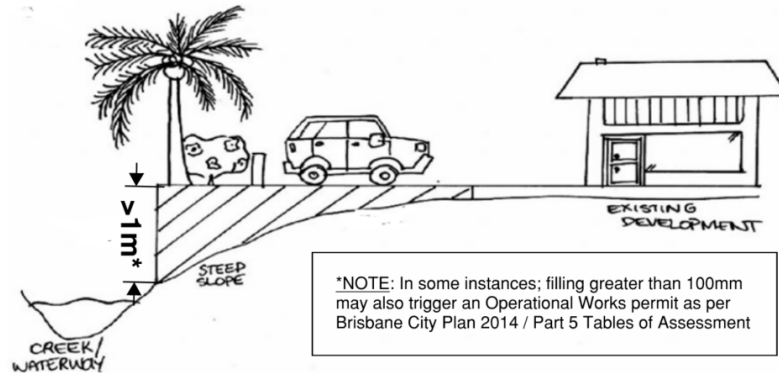 >1m*
STEEP
SLOPE
CREEK/
WATERWAY
EXISTING
DEVELOPMENT
*NOTE: In some instances; filling greater than 100mm
may also trigger an Operational Works permit as per
Brisbane City Plan 2014 / Part 5 Tables of Assessment